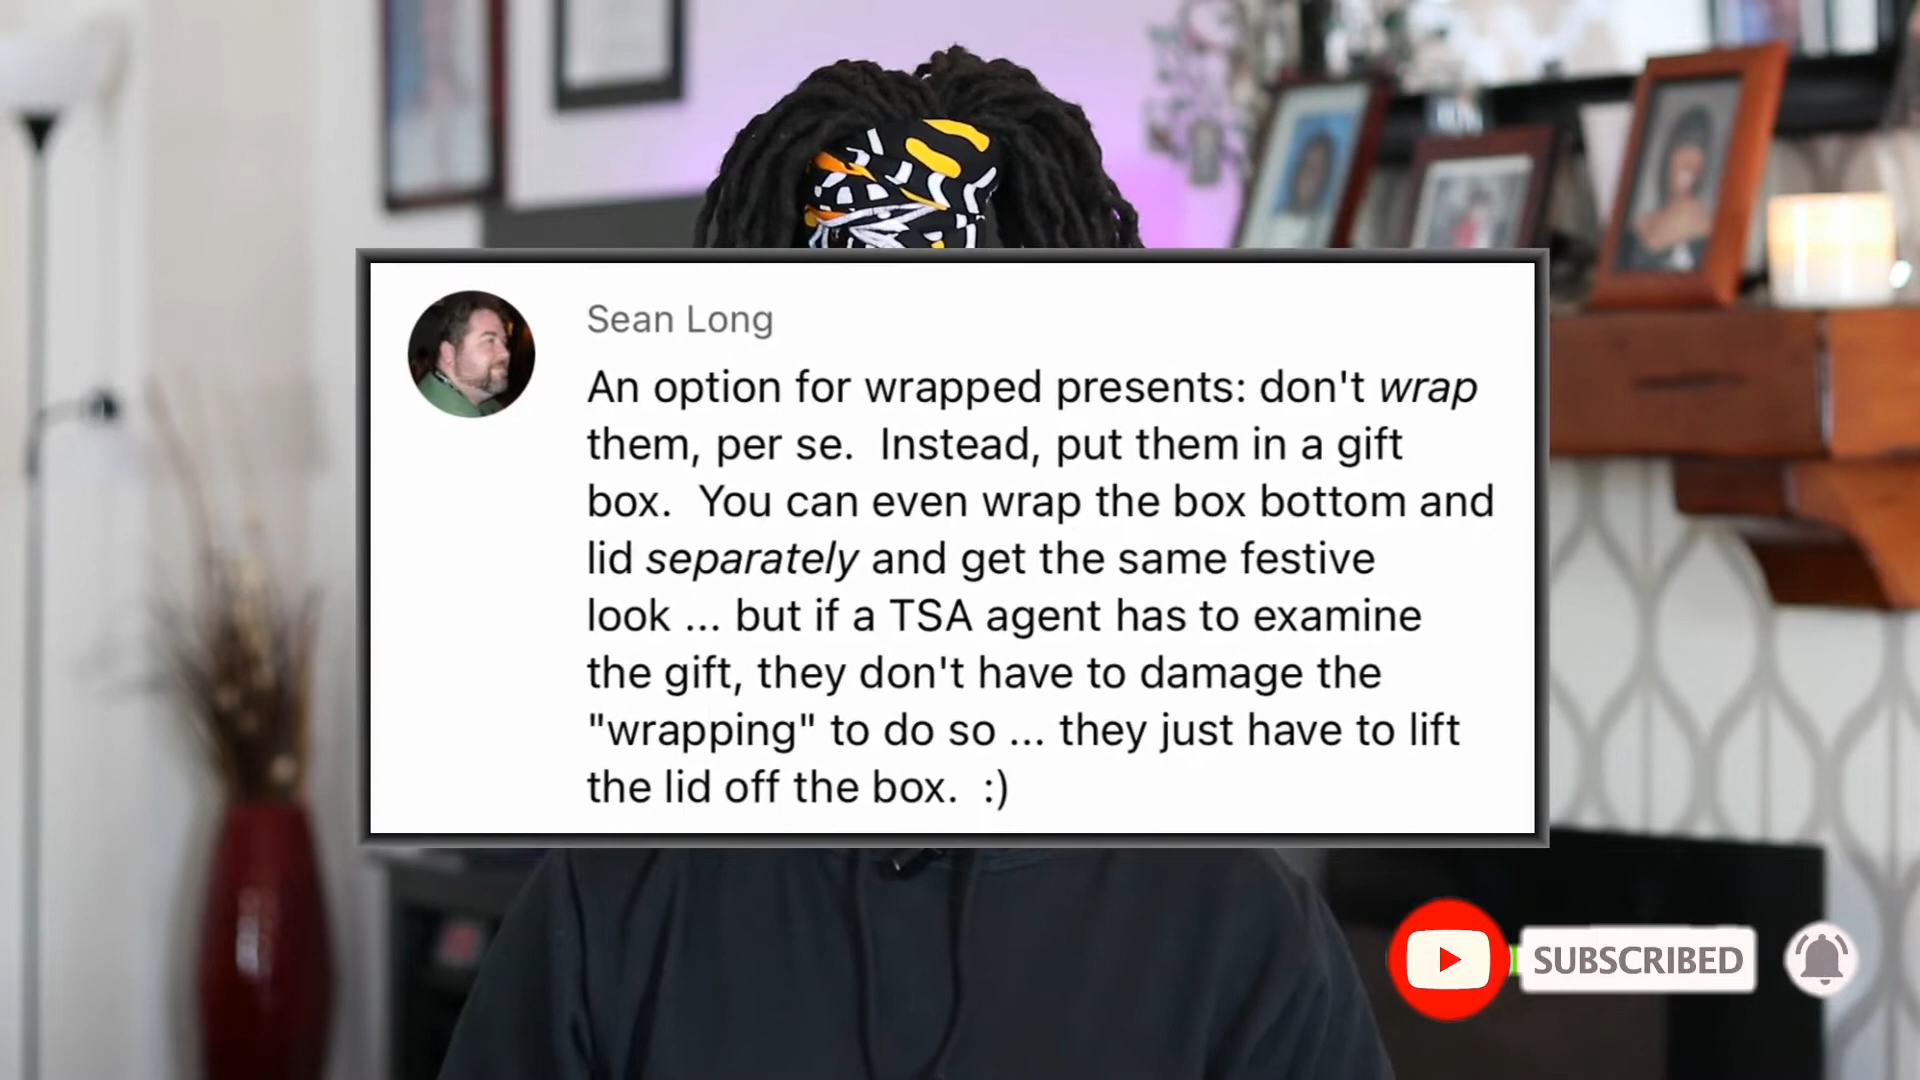 Sean Long
An option for wrapped presents: don't wrap
them, per se.  Instead, put them in a gift
box.  You can even wrap the box bottom and
lid separately and get the same festive
look ... but if a TSA agent has to examine
the gift, they don't have to damage the
"wrapping" to do so ... they just have to lift
the lid off the box.  :)
SUBSCRIBED